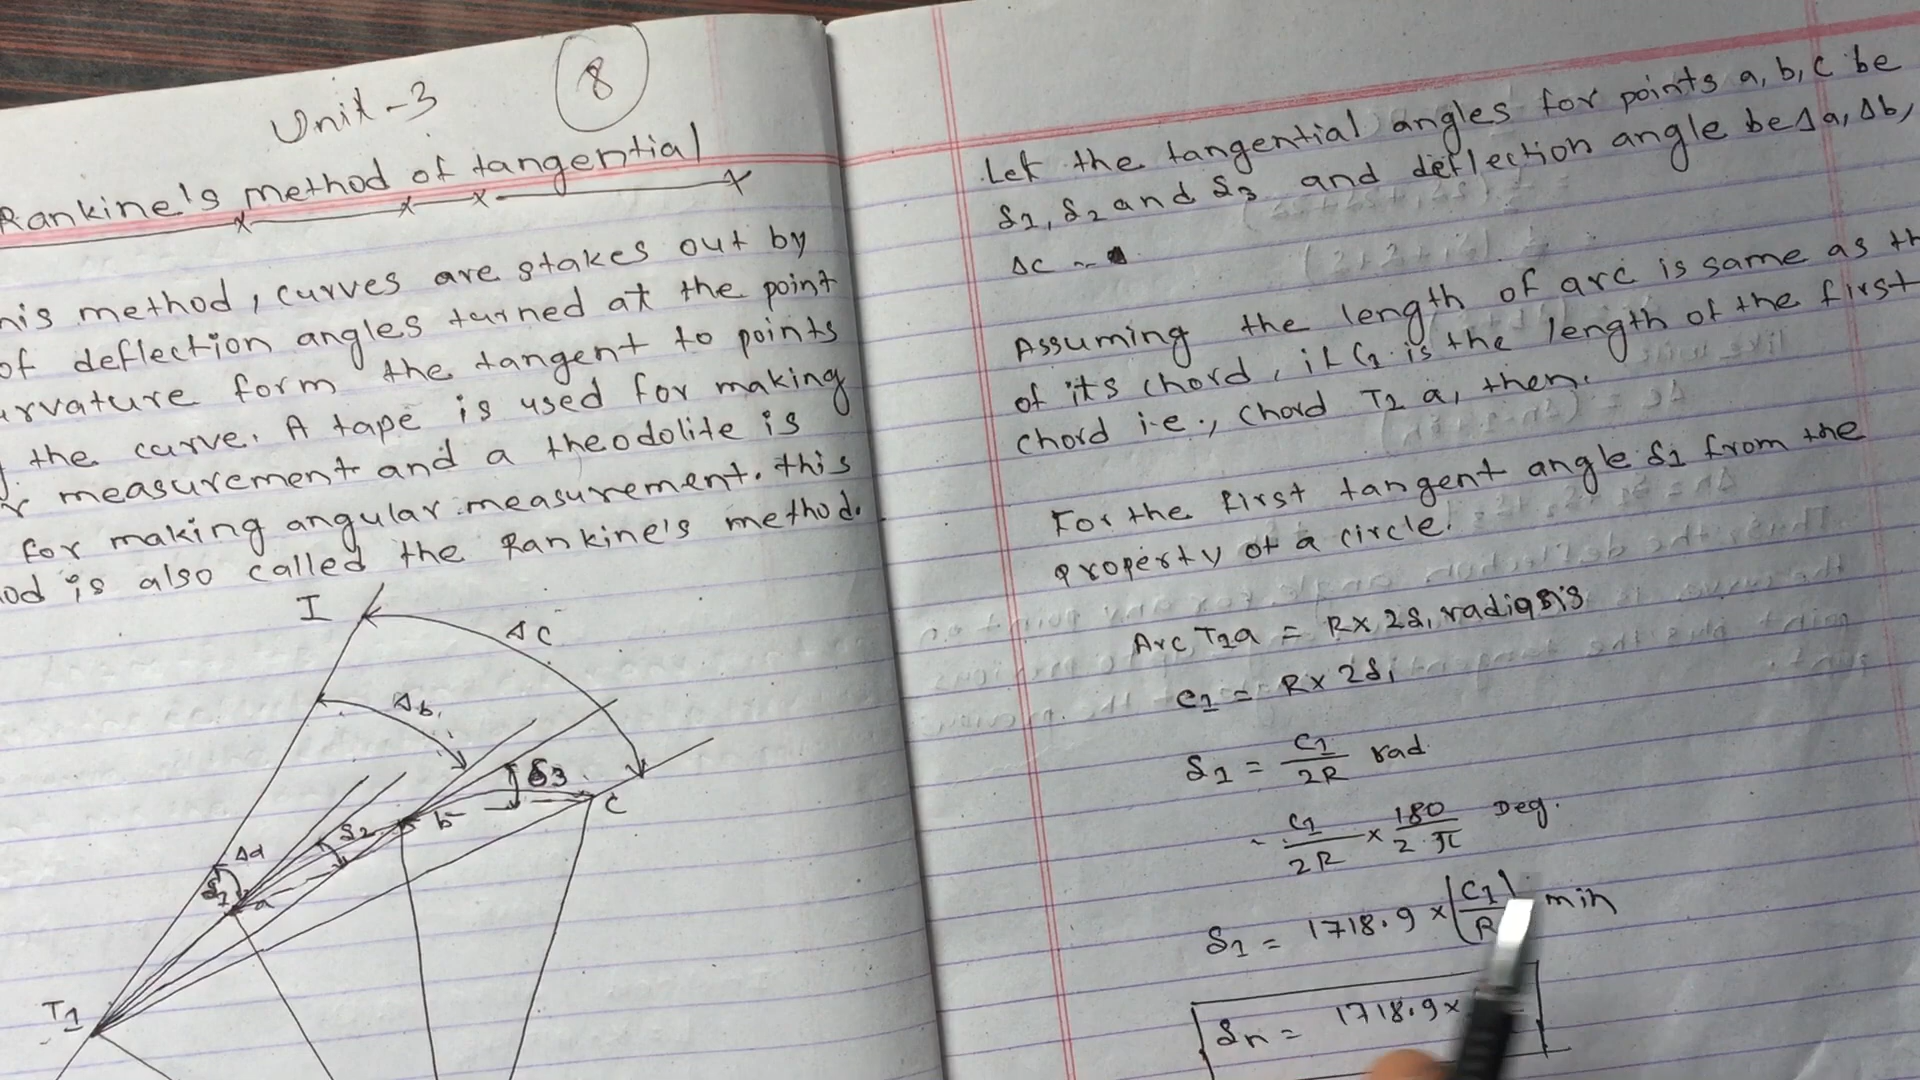 Unit-3
8
Rankine's method of tangential
his method, curves are stakes out by
of deflection angles turned at the point
urvature form the tangent to points
the curve. A tape is used for making
r measurement and a theodolite is
for making angular measurement. this
od is also called the Rankine's method.
I
Δc
Δb
δ3
C
b
δ2
Δa
δ1
a
T1
Let the tangential angles for points a, b, c be
δ1, δ2 and δ3 and deflection angle be Δa, Δb,
Δc
Assuming the length of arc is same as th
of its chord, if C1 is the length of the first
chord i.e., chord T1 a, then.
For the first tangent angle δ1 from the
property of a circle.
Arc T1a = R × 2δ1
C1 = R × 2δ1
δ1 = C1/2R rad
C1/2R × 180/2.π Deg.
δ1 = 1718.9 × (C1/R) min
δn = 1718.9 ×